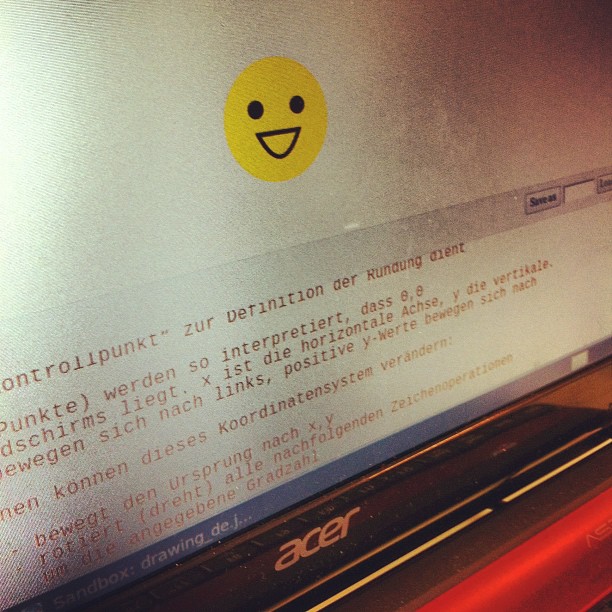 Save as
Kontrollpunkt" zur Definition der Rundung dient
Punkte) werden so interpretiert, dass 0,0
dschirms liegt. x ist die horizontale Achse, y die vertikale.
bewegen sich nach links, positive y-Werte bewegen sich nach
nen können dieses Koordinatensystem verändern:
- bewegt den Ursprung nach x,y
- rotiert (dreht) alle nachfolgenden Zeichenoperationen
um die angegebene Gradzahl
Sandbox: drawing_de.j...
acer